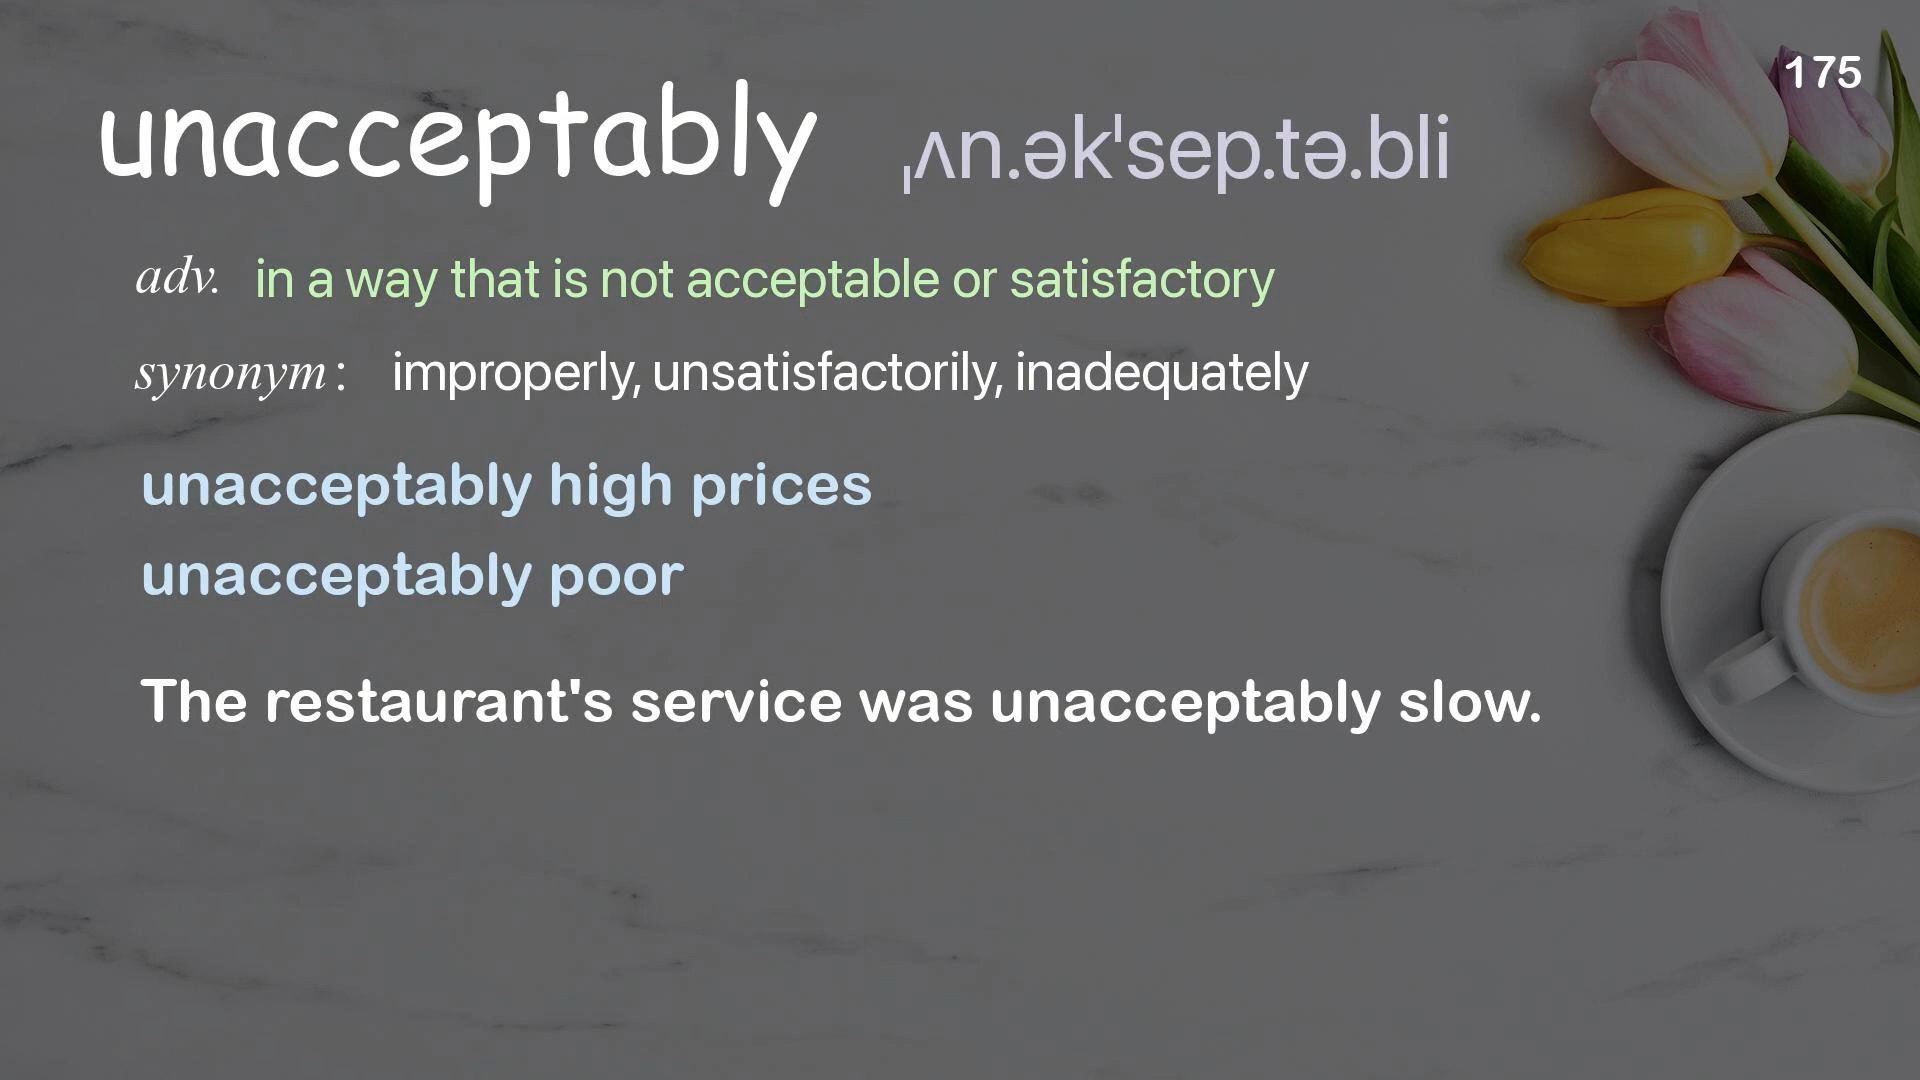 175
unacceptably ˌʌn.əkˈsep.tə.bli
adv. in a way that is not acceptable or satisfactory
synonym : improperly, unsatisfactorily, inadequately
unacceptably high prices
unacceptably poor
The restaurant's service was unacceptably slow.